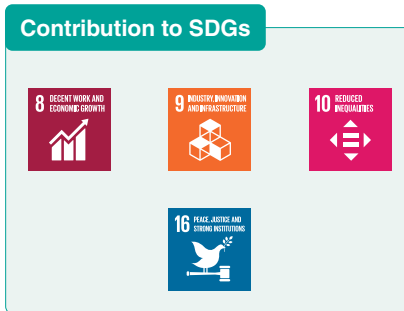 Contribution to SDGs
8 DECENT WORK AND
ECONOMIC GROWTH
9 INDUSTRY, INNOVATION
AND INFRASTRUCTURE
10 REDUCED
INEQUALITIES
16 PEACE, JUSTICE AND
STRONG INSTITUTIONS